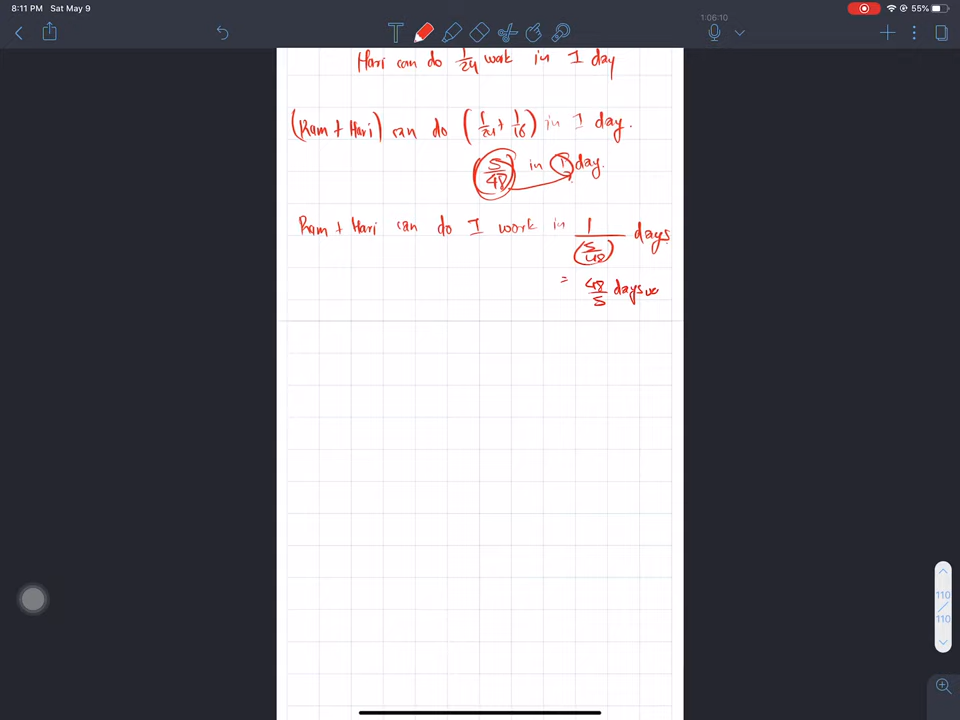 8:11 PM Sat May 9
1:06:10
55%
T
Hari can do 1/24 work in 1 day
(Ram + Hari) can do (1/24 + 1/16) in 1 day.
5/48 in 1 day.
Ram + Hari can do 1 work in 1/(5/48) days
= 48/5 days
110
110